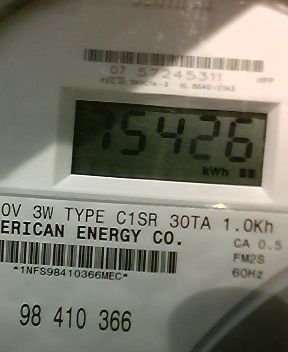 07 57245311
75426
kWh
0V 3W TYPE C1SR 30TA 1.0Kh
ERICAN ENERGY CO.
CA 0.5
FM2S
60Hz
*1NFS98410366MEC*
98 410 366